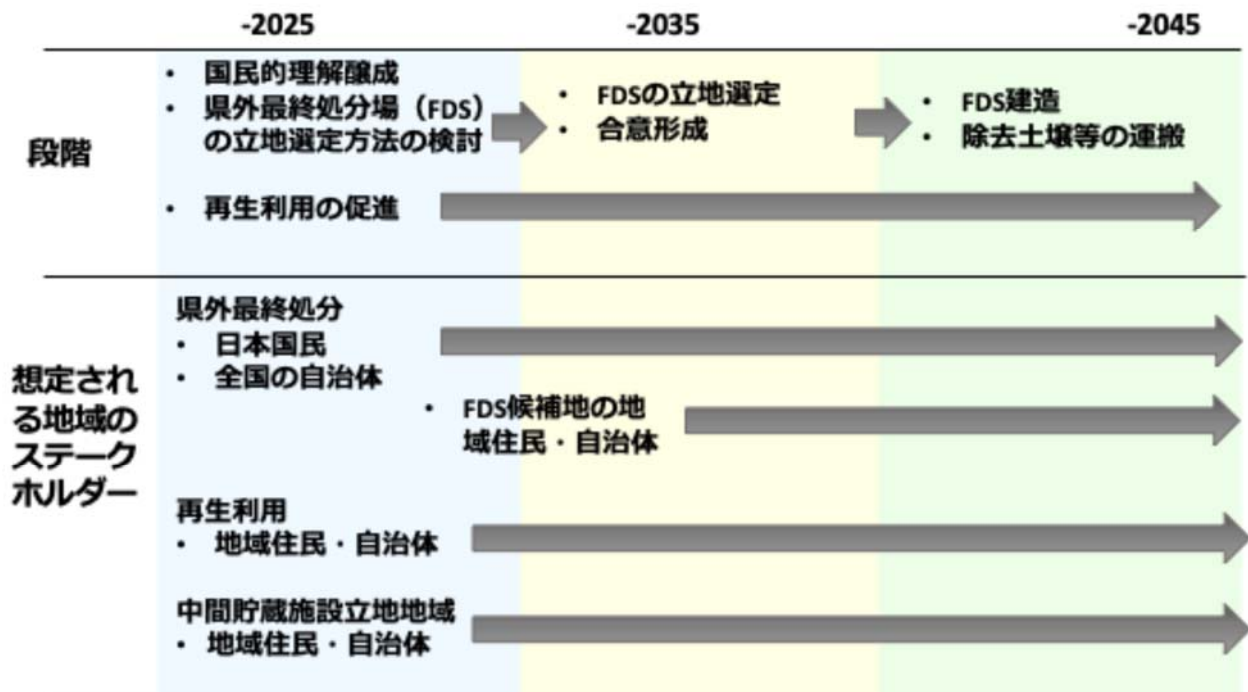 -2025
-2035
-2045
段階
• 国民的理解醸成
• 県外最終処分場（FDS）
の立地選定方法の検討
• 再生利用の促進
• FDSの立地選定
• 合意形成
• FDS建造
• 除去土壌等の運搬
想定され
る地域の
ステーク
ホルダー
県外最終処分
• 日本国民
• 全国の自治体
• FDS候補地の地
域住民・自治体
再生利用
• 地域住民・自治体
中間貯蔵施設立地地域
• 地域住民・自治体